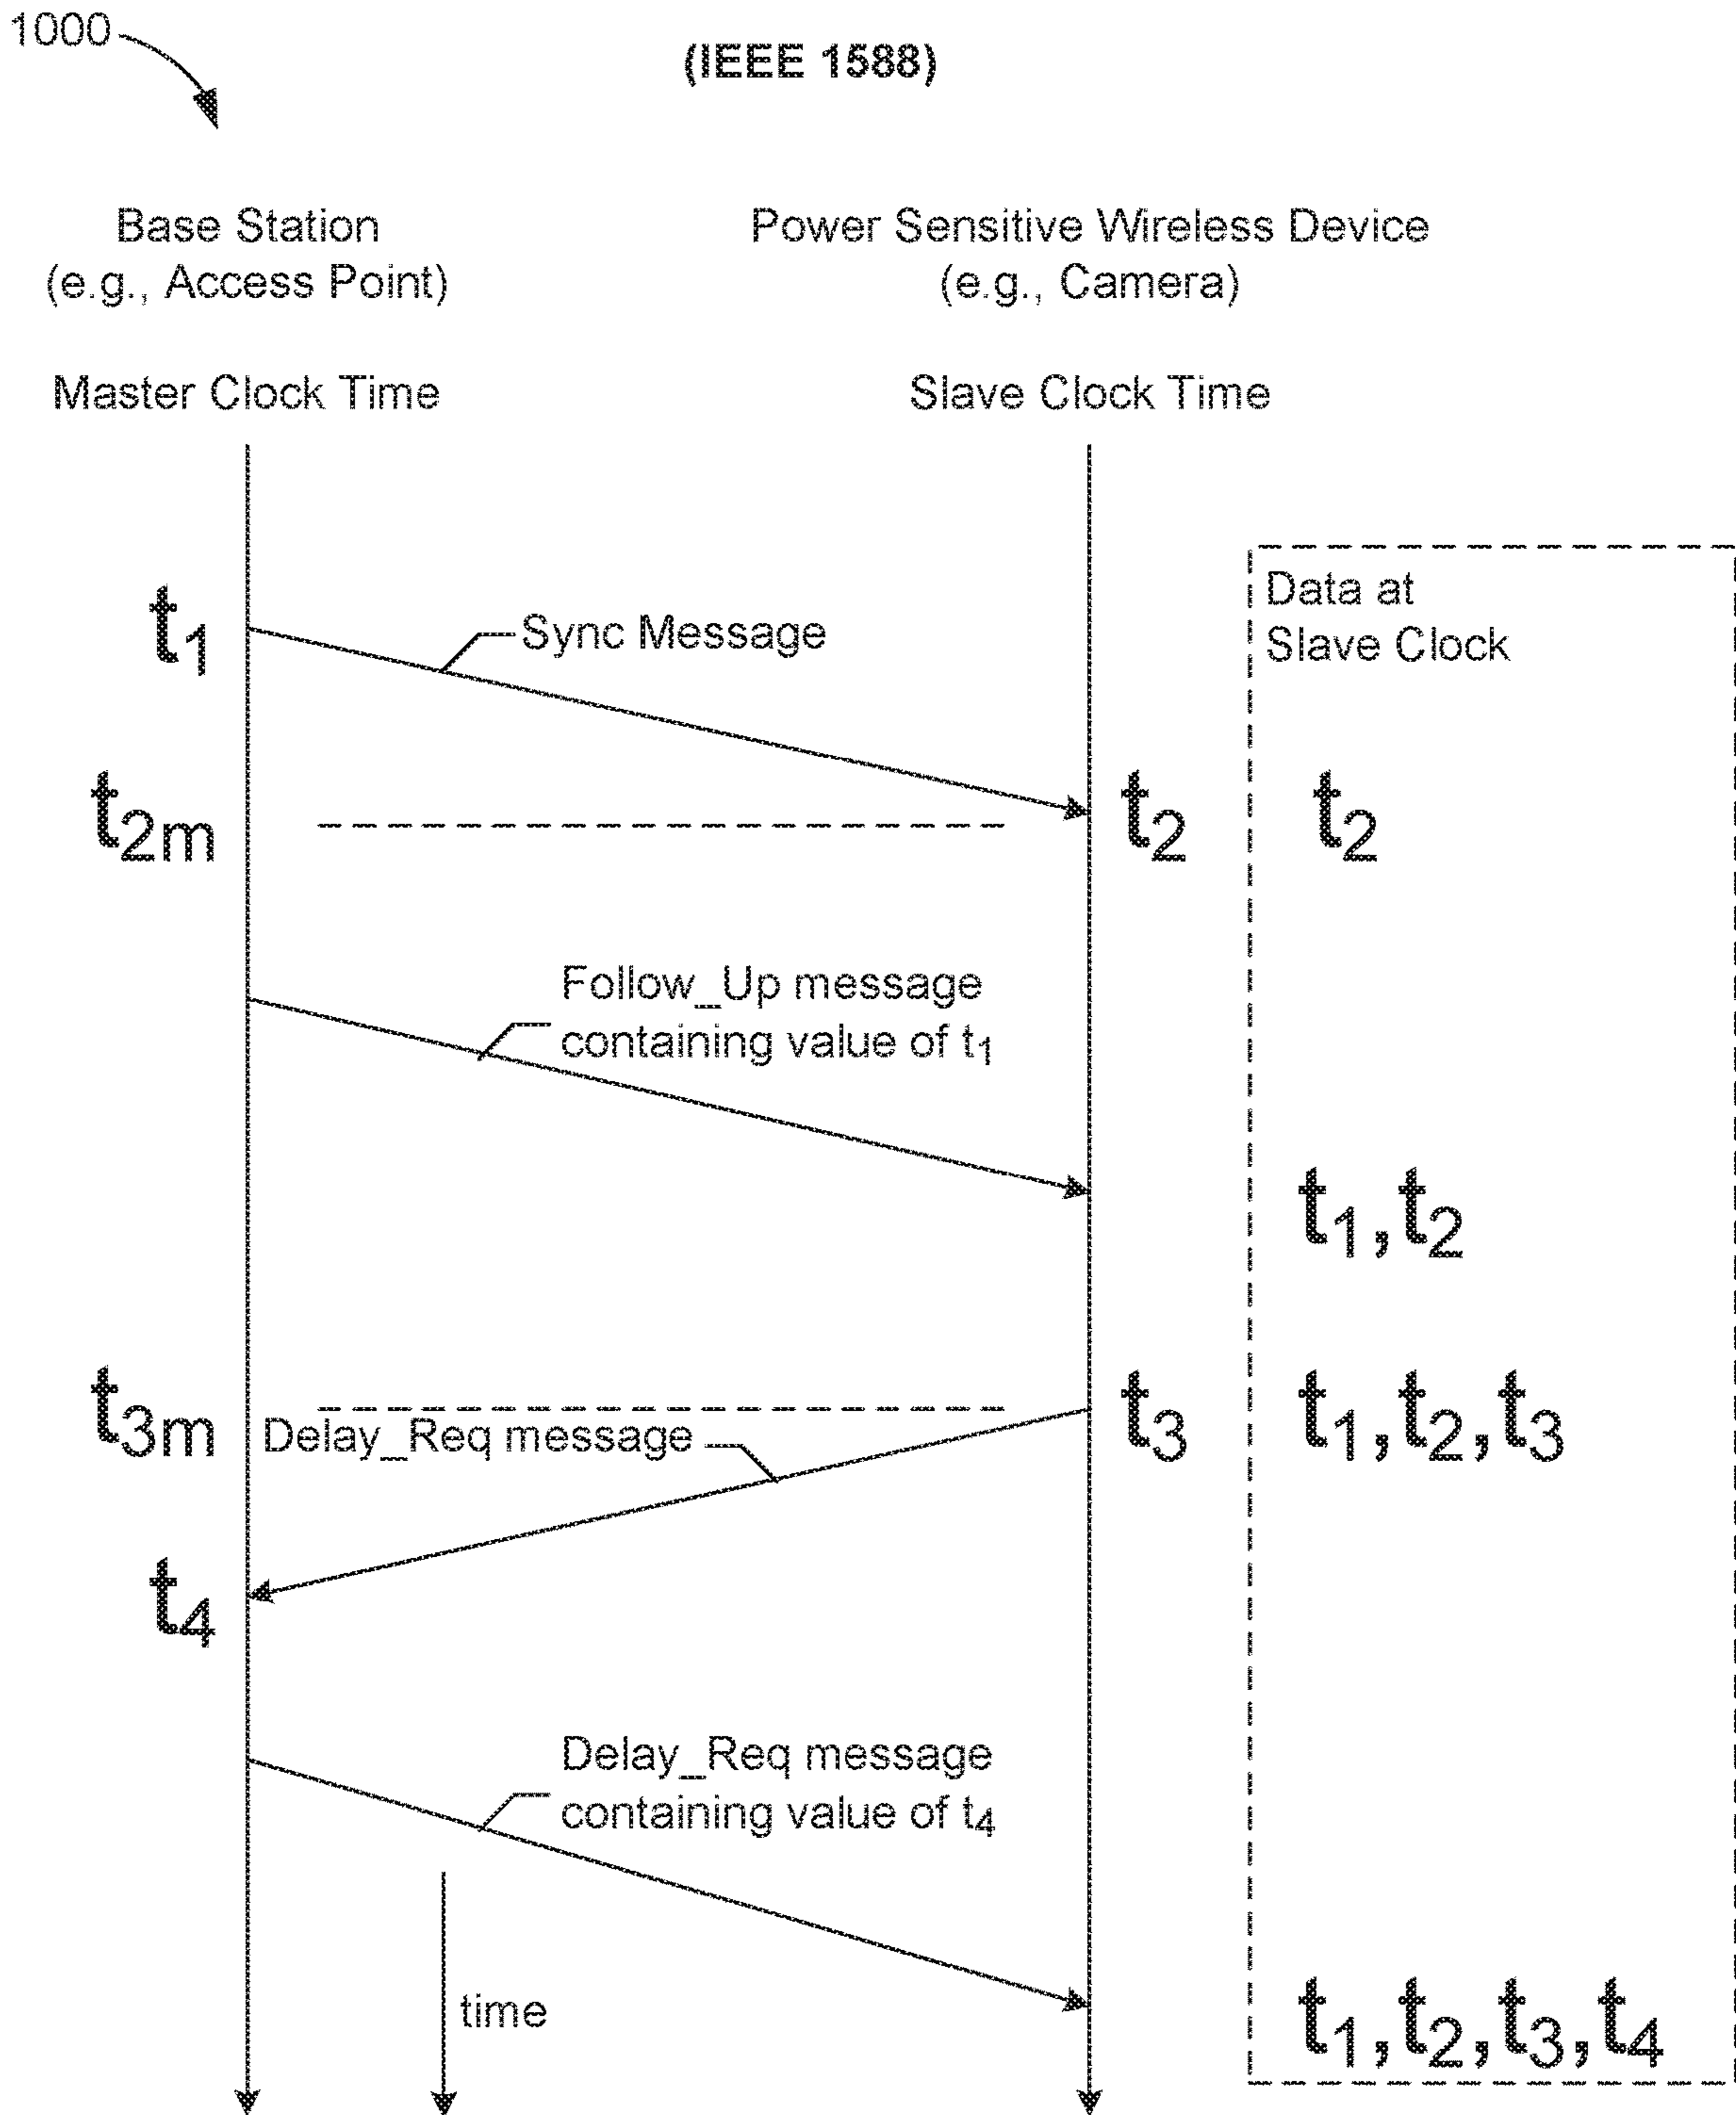 1000
(IEEE 1588)
Base Station
(e.g., Access Point)
Power Sensitive Wireless Device
(e.g., Camera)
Master Clock Time
Slave Clock Time
Data at
Slave Clock
t1
Sync Message
t2m
t2
t2
Follow_Up message
containing value of t1
t1,t2
t3m
t3
t1,t2,t3
Delay_Req message
t4
Delay_Req message
containing value of t4
time
t1,t2,t3,t4